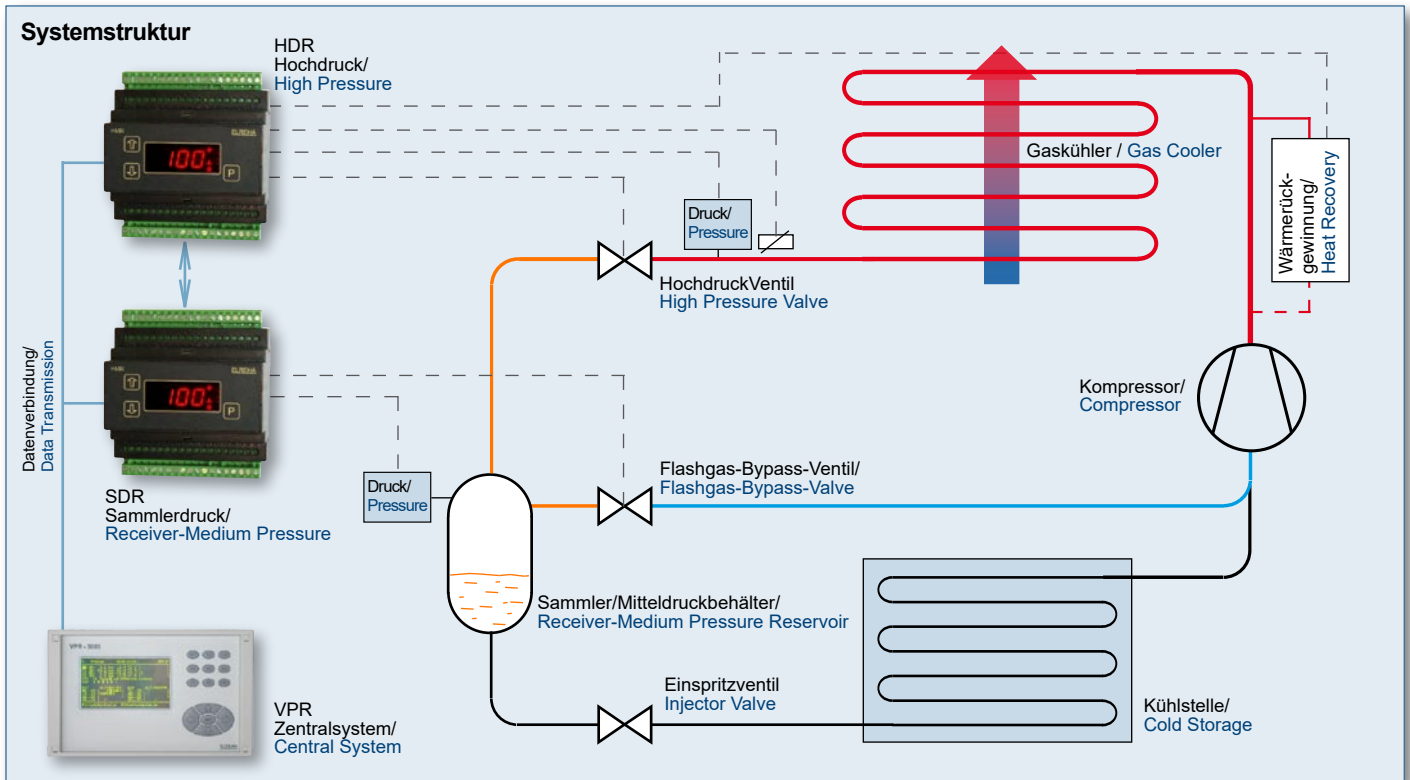 Systemstruktur
HDR
Hochdruck/
High Pressure
ELREHA
100
P
Druck/
Pressure
HochdruckVentil
High Pressure Valve
Gaskühler / Gas Cooler
Wärmerück-
gewinnung/
Heat Recovery
Kompressor/
Compressor
Datenverbindung/
Data Transmission
ELREHA
100
P
SDR
Sammlerdruck/
Receiver-Medium Pressure
Druck/
Pressure
Flashgas-Bypass-Ventil/
Flashgas-Bypass-Valve
Sammler/Mitteldruckbehälter/
Receiver-Medium Pressure Reservoir
Einspritzventil
Injector Valve
Kühlstelle/
Cold Storage
VPR
Zentralsystem/
Central System